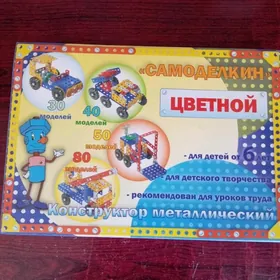 «САМОДЕЛКИН
ЦВЕТНОЙ
30
моделей
40
моделей
50
моделей
80
моделей
- для детей от 6
- для детского творчества
- рекомендован для уроков труда
Конструктор металлический